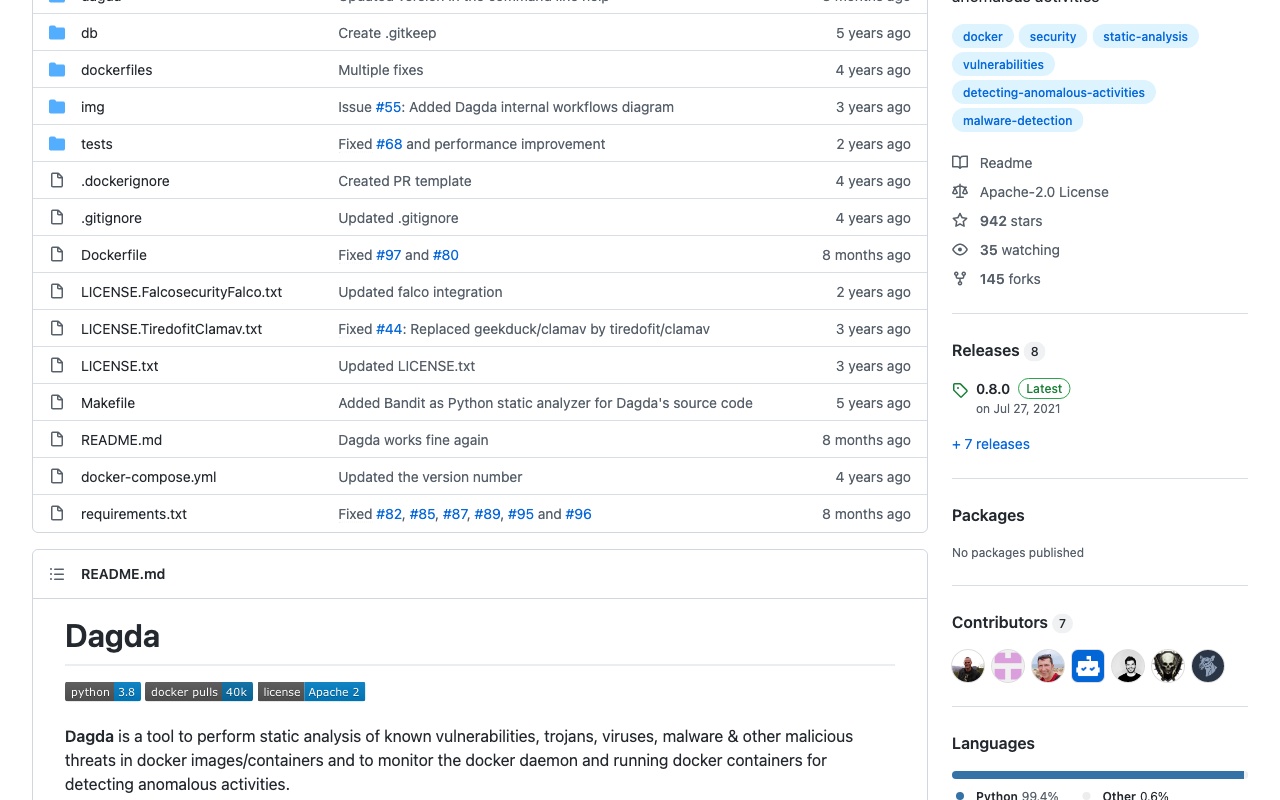 db Create .gitkeep 5 years ago
dockerfiles Multiple fixes 4 years ago
img Issue #55: Added Dagda internal workflows diagram 3 years ago
tests Fixed #68 and performance improvement 2 years ago
.dockerignore Created PR template 4 years ago
.gitignore Updated .gitignore 4 years ago
Dockerfile Fixed #97 and #80 8 months ago
LICENSE.FalcosecurityFalco.txt Updated falco integration 2 years ago
LICENSE.TiredofitClamav.txt Fixed #44: Replaced geekduck/clamav by tiredofit/clamav 3 years ago
LICENSE.txt Updated LICENSE.txt 3 years ago
Makefile Added Bandit as Python static analyzer for Dagda's source code 5 years ago
README.md Dagda works fine again 8 months ago
docker-compose.yml Updated the version number 4 years ago
requirements.txt Fixed #82, #85, #87, #89, #95 and #96 8 months ago
README.md
Dagda
python 3.8 docker pulls 40k license Apache 2
Dagda is a tool to perform static analysis of known vulnerabilities, trojans, viruses, malware & other malicious
threats in docker images/containers and to monitor the docker daemon and running docker containers for
detecting anomalous activities.
anomalous activities
docker security static-analysis
vulnerabilities
detecting-anomalous-activities
malware-detection
Readme
Apache-2.0 License
942 stars
35 watching
145 forks
Releases 8
0.8.0 Latest
on Jul 27, 2021
+ 7 releases
Packages
No packages published
Contributors 7
Languages
Python 99.4% Other 0.6%